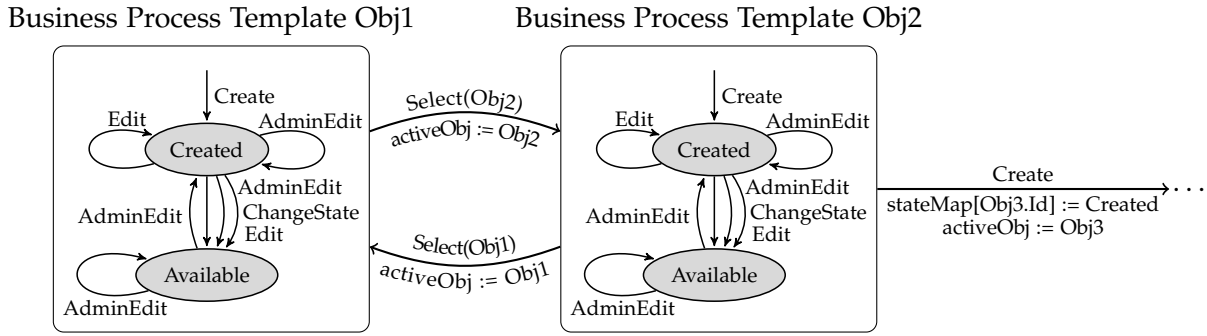 Business Process Template Obj1
Business Process Template Obj2
Create
Edit
AdminEdit
Created
AdminEdit
AdminEdit
ChangeState
Edit
Available
AdminEdit
Select(Obj2)
activeObj := Obj2
Select(Obj1)
activeObj := Obj1
Create
Edit
AdminEdit
Created
AdminEdit
AdminEdit
ChangeState
Edit
Available
AdminEdit
Create
stateMap[Obj3.Id] := Created
activeObj := Obj3
...